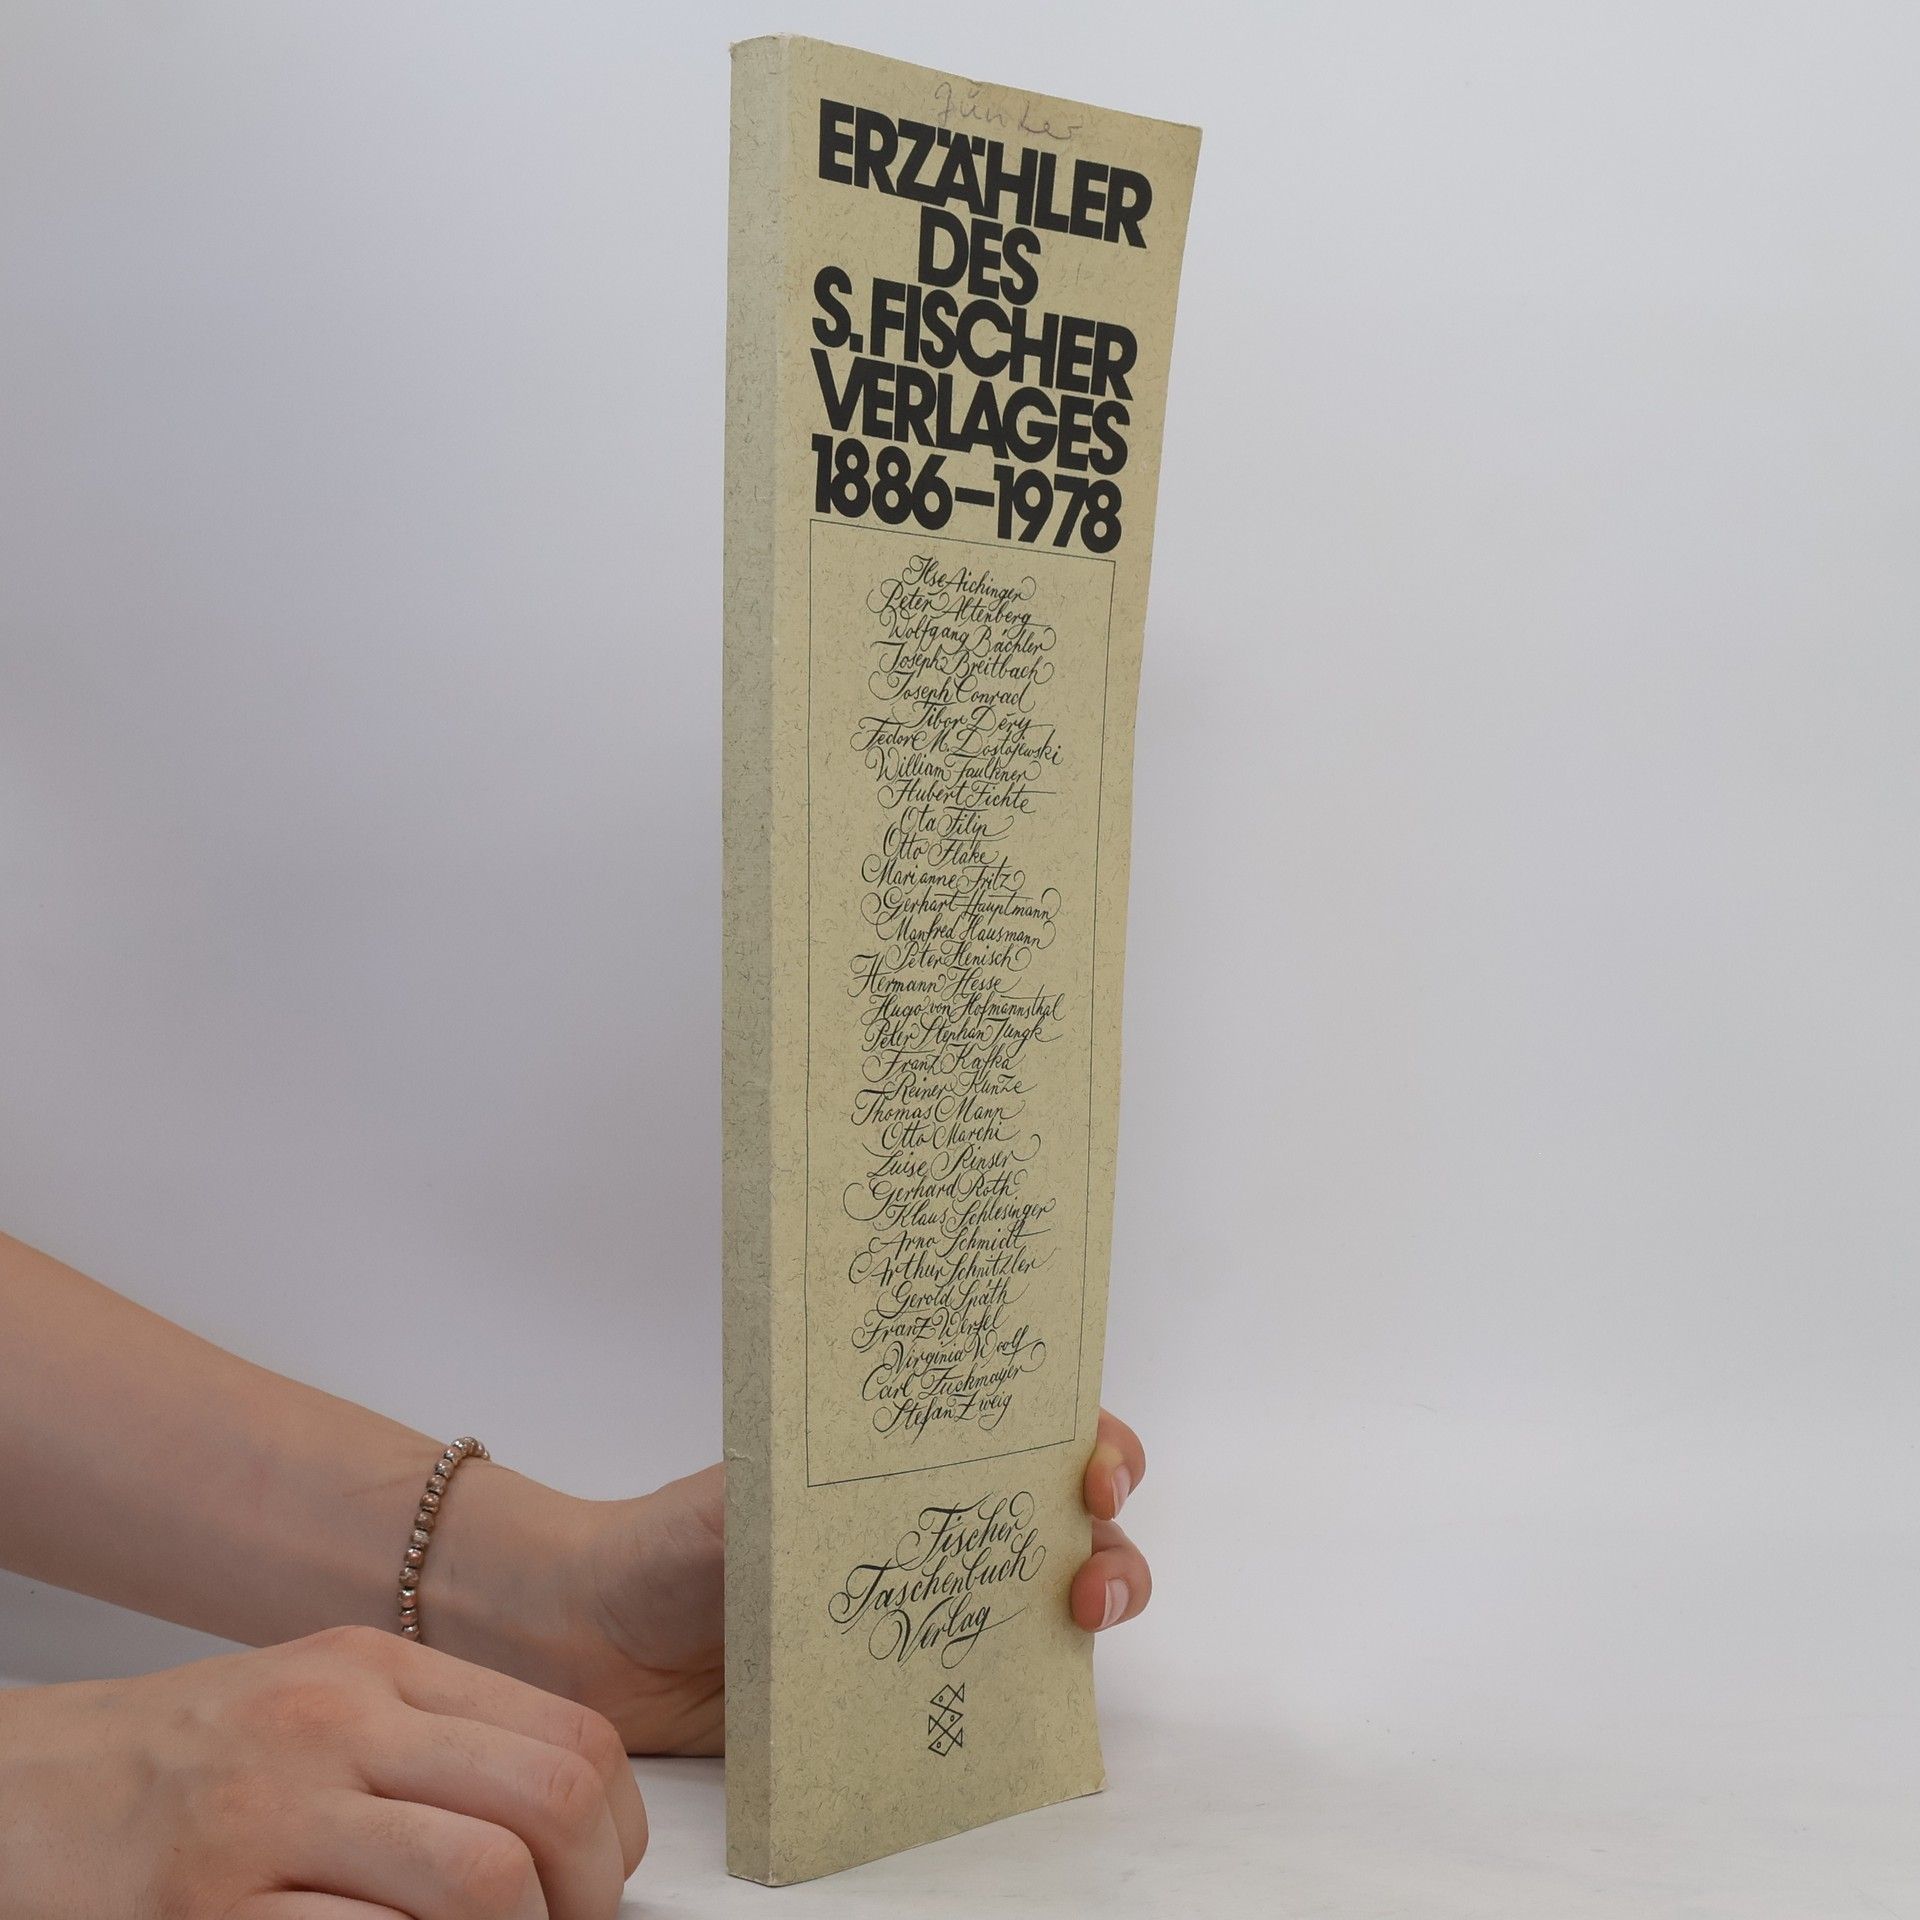 Günter
ERZÄHLER
DES
S. FISCHER
VERLAGES
1886–1978
Ilse Aichinger
Peter Altenberg
Wolfgang Bächler
Joseph Breitbach
Joseph Conrad
Tibor Déry
Fedor M. Dostojewski
William Faulkner
Hubert Fichte
Ota Filip
Otto Flake
Marianne Fritz
Gerhart Hauptmann
Manfred Hausmann
Peter Henisch
Hermann Hesse
Hugo von Hofmannsthal
Peter Stephan Jungk
Franz Kafka
Reiner Kunze
Thomas Mann
Otto Marchi
Luise Rinser
Gerhard Roth
Klaus Schlesinger
Arno Schmidt
Arthur Schnitzler
Gerold Späth
Franz Werfel
Virginia Woolf
Carl Zuckmayer
Stefan Zweig
Fischer
Taschenbuch
Verlag